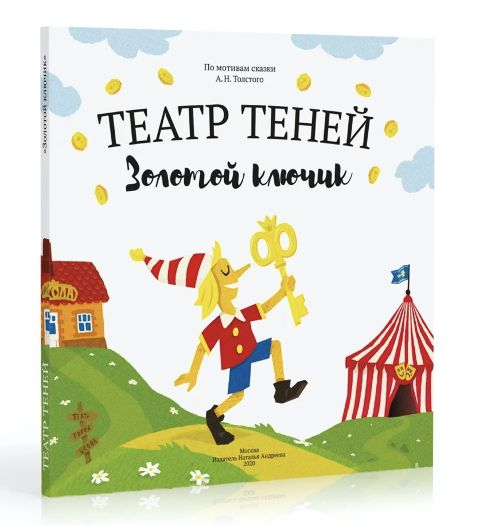 По мотивам сказки
А. Н. Толстого
ТЕАТР ТЕНЕЙ
Золотой ключик
Москва
Издатель Наталья Андреева
2020
«Золотой ключик»
ТЕАТР ТЕНЕЙ